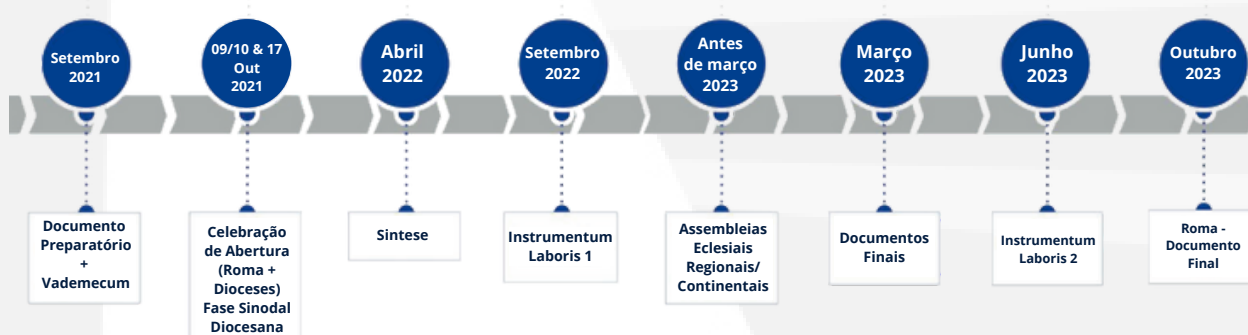 Setembro
2021
09/10 & 17
Out
2021
Abril
2022
Setembro
2022
Antes
de março
2023
Março
2023
Junho
2023
Outubro
2023
Documento
Preparatório
+
Vademecum
Celebração
de Abertura
(Roma +
Dioceses)
Fase Sinodal
Diocesana
Sintese
Instrumentum
Laboris 1
Assembleias
Eclesiais
Regionais/
Continentais
Documentos
Finais
Instrumentum
Laboris 2
Roma -
Documento
Final